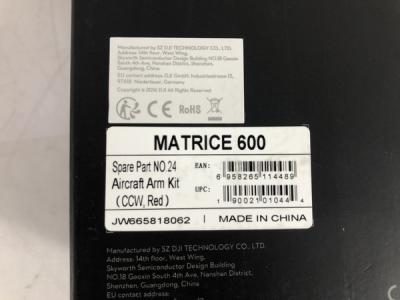 Manufactured by SZ DJI TECHNOLOGY CO., LTD.
Address: 14th floor, West Wing,
Skyworth Semiconductor Design Building NO.18 Gaoxin
South 4th Ave, Nanshan District, Shenzhen,
Guangdong, China
EU contact address: DJI GmbH, Industriestrasse 12,
97618 Niederlauer, Germany
Copyright © 2016 DJI All Rights Reserved.
CE RoHS
MATRICE 600
Spare Part NO.24
Aircraft Arm Kit
(CCW, Red)
EAN:
6 958265 114489
UPC:
1 90021 01044 4
JW665818062 | MADE IN CHINA
Manufactured by SZ DJI TECHNOLOGY CO., LTD.
Address: 14th floor, West Wing,
Skyworth Semiconductor Design Building
NO.18 Gaoxin South 4th Ave, Nanshan District,
Shenzhen, Guangdong, China
EU contact address: